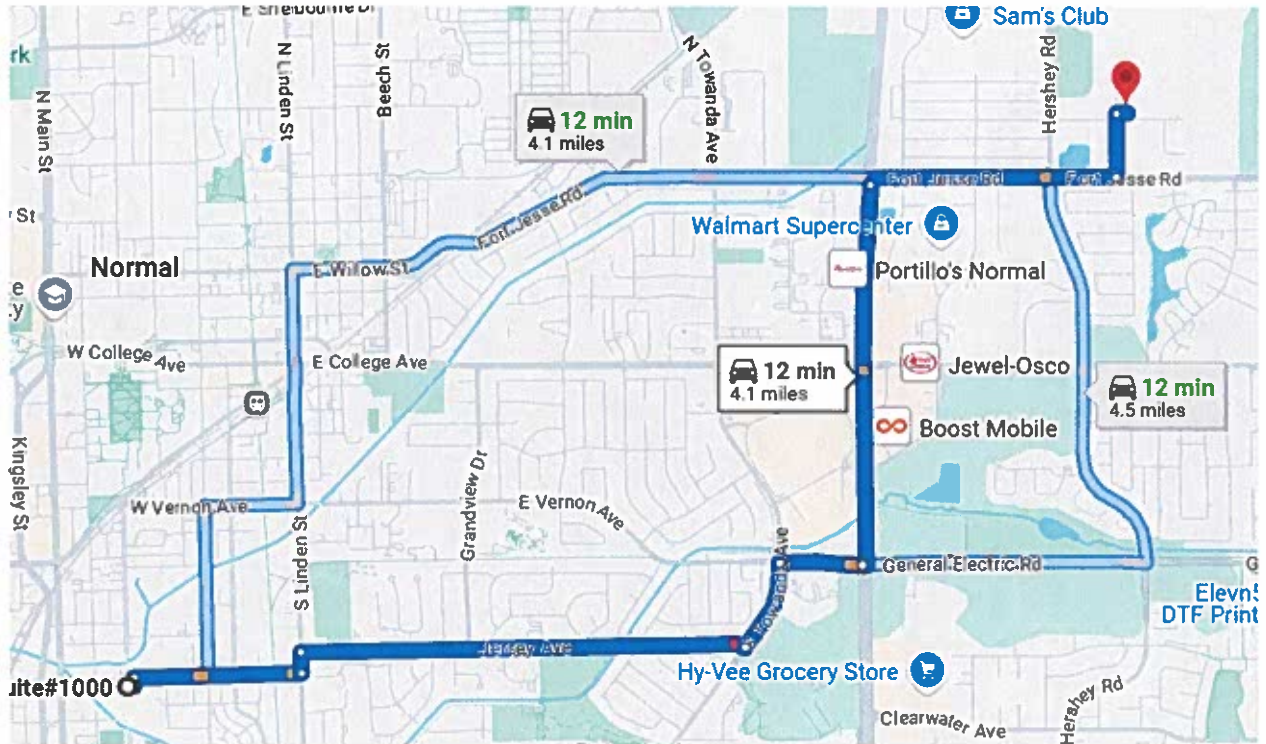 E Shelbourne Dr
Sam's Club
rk
N Main St
N Linden St
Beech St
N Towanda Ave
Hershey Rd
12 min
4.1 miles
Fort Jesse Rd
Fort Jesse Rd
Fort Jesse Rd
St
Walmart Supercenter
Normal
E Willow St
Portillo's Normal
e
y
W College Ave
E College Ave
12 min
4.1 miles
Jewel-Osco
12 min
4.5 miles
Boost Mobile
Kingsley St
W Vernon Ave
Grandview Dr
E Vernon Ave
S Linden St
General Electric Rd
G
S Towanda Ave
Elevn5
DTF Print
Jersey Ave
Hy-Vee Grocery Store
uite#1000
Hershey Rd
Clearwater Ave